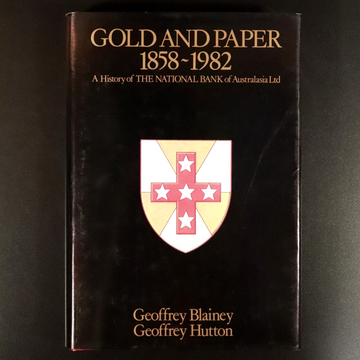 GOLD AND PAPER
1858~1982
A History of THE NATIONAL BANK of Australasia Ltd
Geoffrey Blainey
Geoffrey Hutton